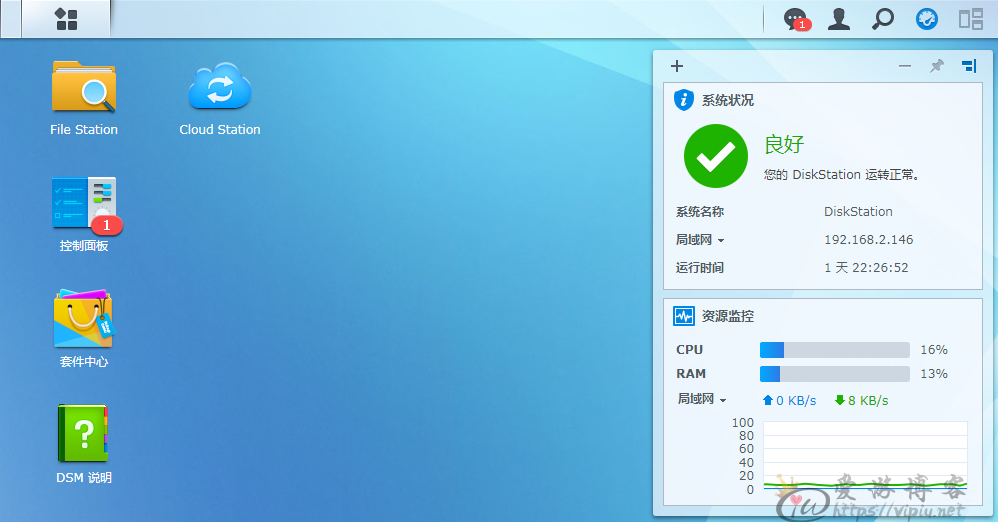 1
File Station
Cloud Station
1
控制面板
套件中心
DSM 说明
系统状况
良好
您的 DiskStation 运转正常。
系统名称 DiskStation
局域网 192.168.2.146
运行时间 1 天 22:26:52
资源监控
CPU 16%
RAM 13%
局域网 0 KB/s 8 KB/s
100
80
60
40
20
0
爱游博客
https://vipiu.net